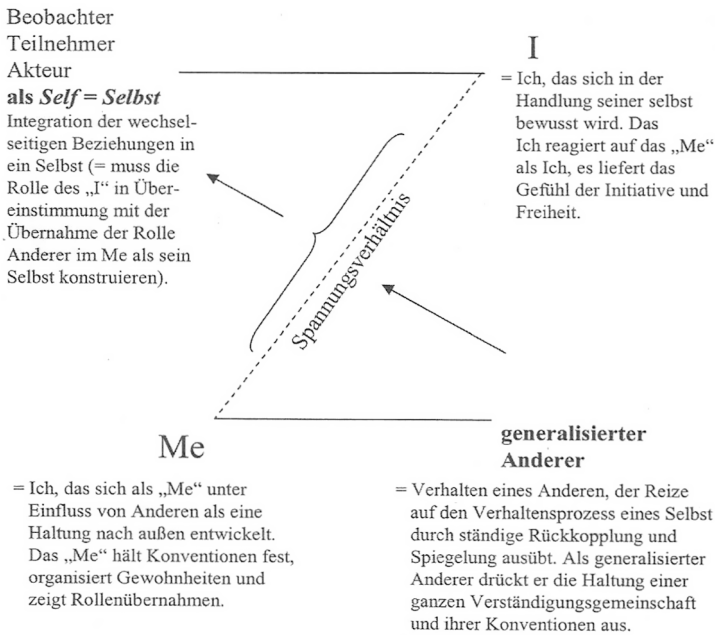 Beobachter
Teilnehmer
Akteur
als Self = Selbst
Integration der wechsel-
seitigen Beziehungen in
ein Selbst (= muss die
Rolle des „I“ in Über-
einstimmung mit der
Übernahme der Rolle
Anderer im Me als sein
Selbst konstruieren).
I
= Ich, das sich in der
Handlung seiner selbst
bewusst wird. Das
Ich reagiert auf das „Me“
als Ich, es liefert das
Gefühl der Initiative und
Freiheit.
Spannungsverhältnis
Me
= Ich, das sich als „Me“ unter
Einfluss von Anderen als eine
Haltung nach außen entwickelt.
Das „Me“ hält Konventionen fest,
organisiert Gewohnheiten und
zeigt Rollenübernahmen.
generalisierter
Anderer
= Verhalten eines Anderen, der Reize
auf den Verhaltensprozess eines Selbst
durch ständige Rückkopplung und
Spiegelung ausübt. Als generalisierter
Anderer drückt er die Haltung einer
ganzen Verständigungsgemeinschaft
und ihrer Konventionen aus.